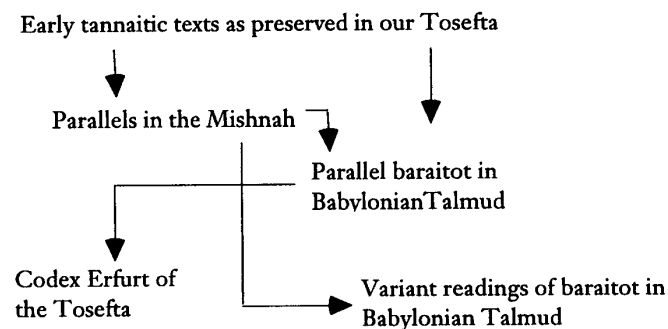 Early tannaitic texts as preserved in our Tosefta
Parallels in the Mishnah
Parallel baraitot in
BabylonianTalmud
Codex Erfurt of
the Tosefta
Variant readings of baraitot in
Babylonian Talmud